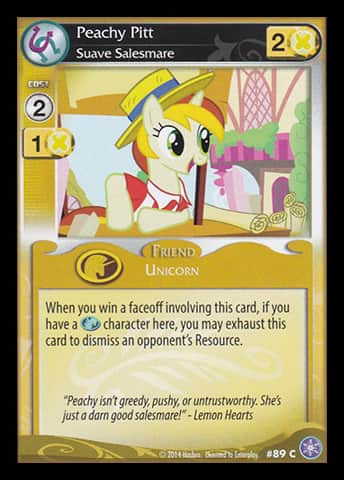 Peachy Pitt
Suave Salesmare
2
COST
2
1
FRIEND
UNICORN
When you win a faceoff involving this card, if you
have a character here, you may exhaust this
card to dismiss an opponent's Resource.
"Peachy isn't greedy, pushy, or untrustworthy. She's
just a darn good salesmare!" - Lemon Hearts
© 2014 Hasbro. Licensed to Enterplay. #89 C